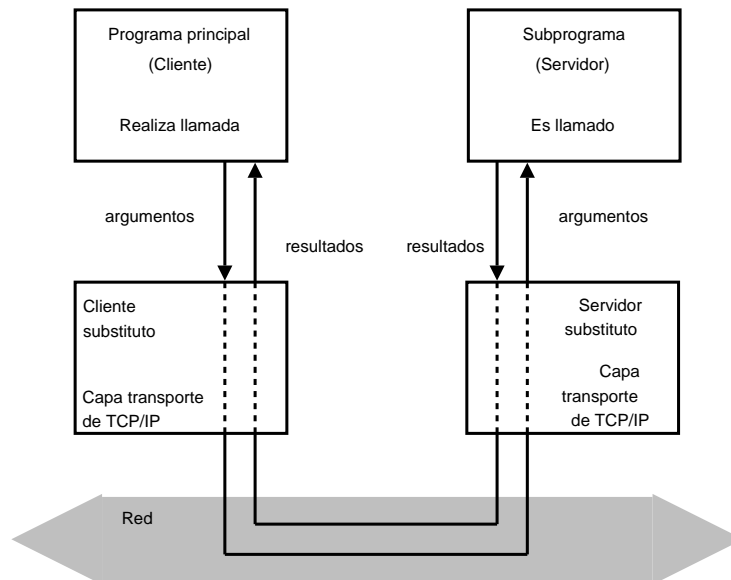 Programa principal
(Cliente)
Realiza llamada
Subprograma
(Servidor)
Es llamado
argumentos
resultados
resultados
argumentos
Cliente
substituto
Capa transporte
de TCP/IP
Servidor
substituto
Capa
transporte
de TCP/IP
Red